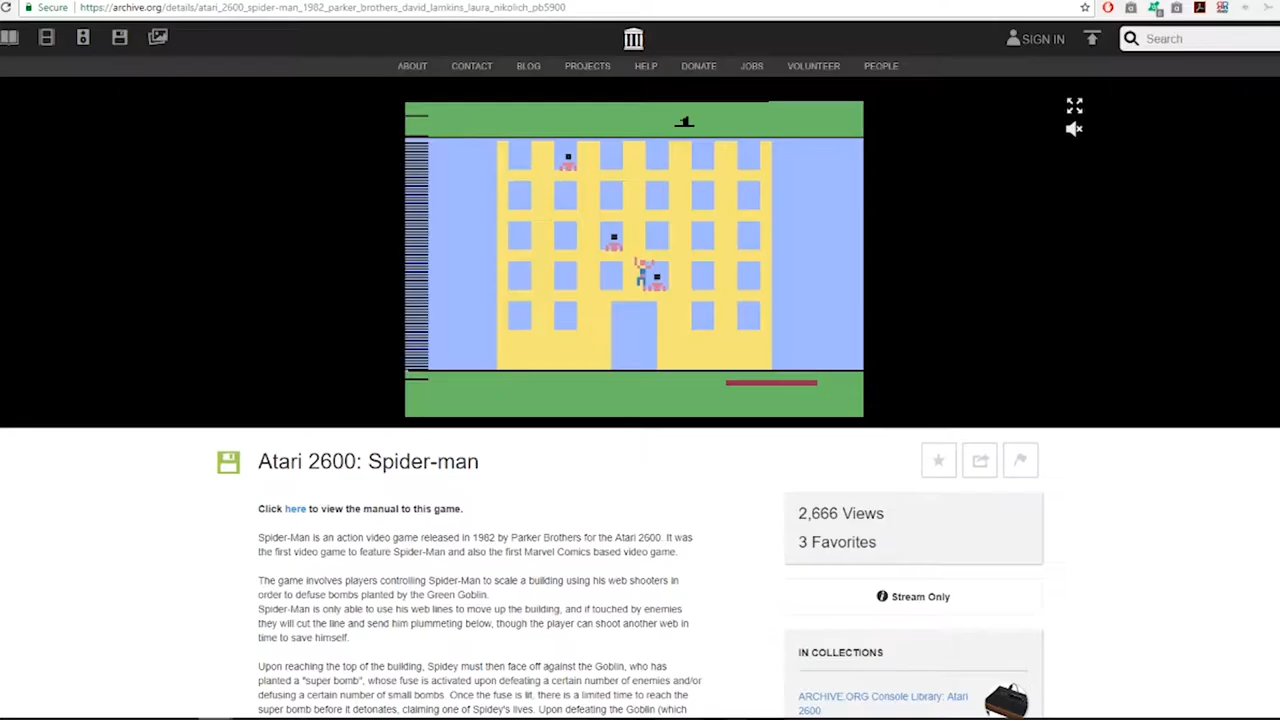 Secure
https://archive.org/details/atari_2600_spider-man_1982_parker_brothers_david_lamkins_laura_nikolich_pb5900
SIGN IN
Search
ABOUT CONTACT BLOG PROJECTS HELP DONATE JOBS VOLUNTEER PEOPLE
Atari 2600: Spider-man
Click here to view the manual to this game.
Spider-Man is an action video game released in 1982 by Parker Brothers for the Atari 2600. It was
the first video game to feature Spider-Man and also the first Marvel Comics based video game.
The game involves players controlling Spider-Man to scale a building using his web shooters in
order to defuse bombs planted by the Green Goblin.
Spider-Man is only able to use his web lines to move up the building, and if touched by enemies
they will cut the line and send him plummeting below, though the player can shoot another web in
time to save himself.
Upon reaching the top of the building, Spidey must then face off against the Goblin, who has
planted a "super bomb", whose fuse is activated upon defeating a certain number of enemies and/or
defusing a certain number of small bombs. Once the fuse is lit, there is a limited time to reach the
super bomb before it detonates, claiming one of Spidey's lives. Upon defeating the Goblin (which
2,666 Views
3 Favorites
Stream Only
IN COLLECTIONS
ARCHIVE.ORG Console Library: Atari
2600